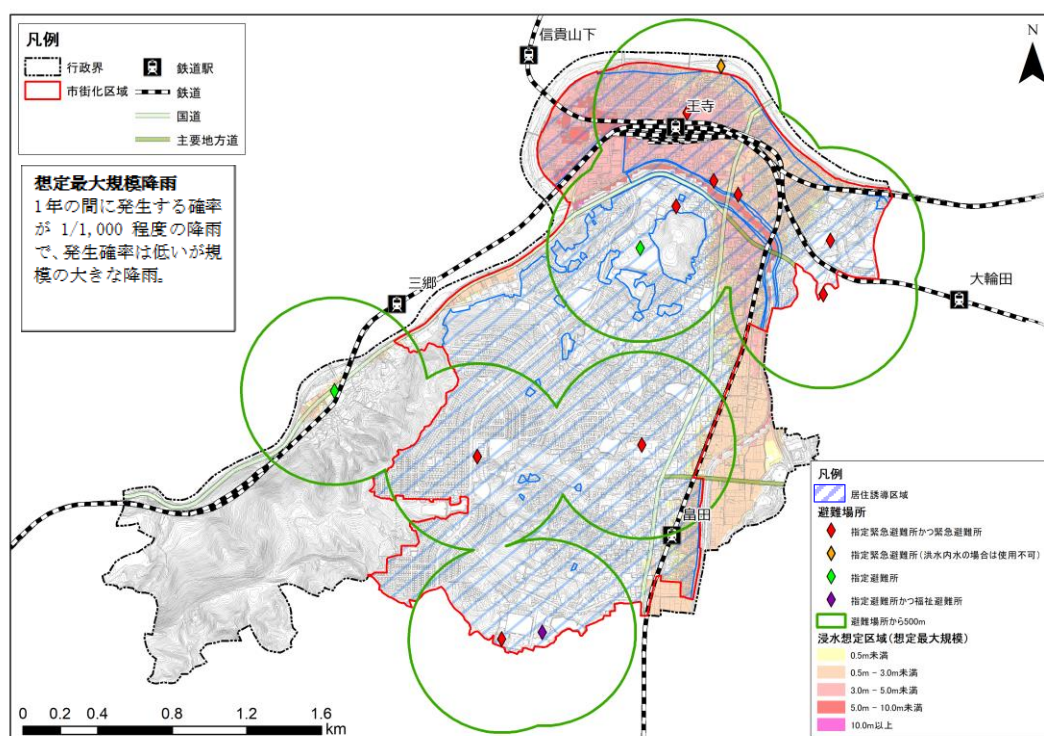 凡例
行政界
鉄道駅
市街化区域
鉄道
国道
主要地方道
想定最大規模降雨
1年の間に発生する確率
が 1/1,000 程度の降雨
で、発生確率は低いが規
模の大きな降雨。
信貴山下
王寺
三郷
大輪田
畠田
N
凡例
居住誘導区域
避難場所
指定緊急避難所かつ緊急避難所
指定緊急避難所(洪水内水の場合は使用不可)
指定避難所
指定避難所かつ福祉避難所
避難場所から500m
浸水想定区域(想定最大規模)
0.5m未満
0.5m - 3.0m未満
3.0m - 5.0m未満
5.0m - 10.0m未満
10.0m以上
0 0.2 0.4 0.8 1.2 1.6
km